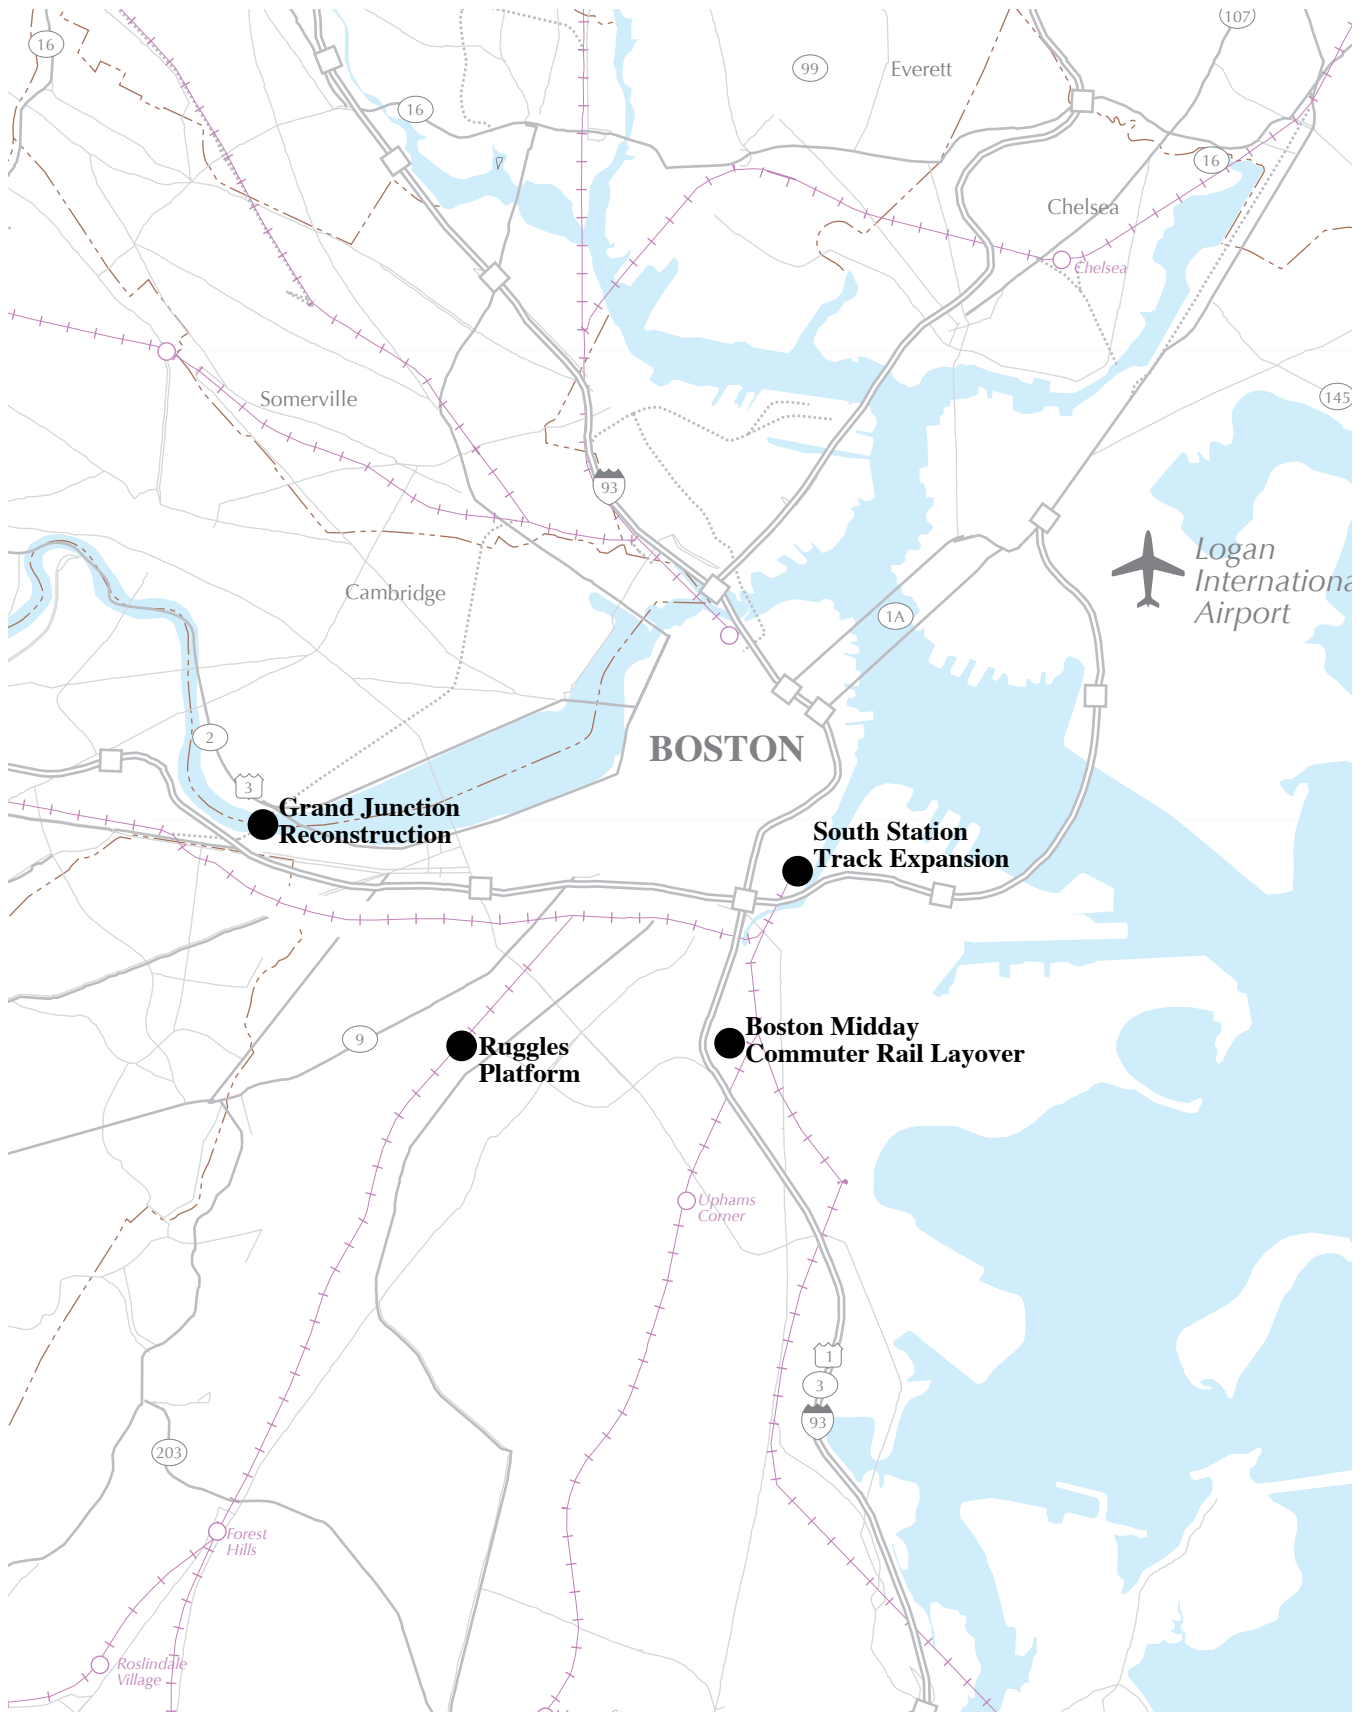 107
16
99
Everett
16
16
Chelsea
Chelsea
145
Somerville
93
Logan
Internationa
Airport
Cambridge
1A
2
BOSTON
3
Grand Junction
Reconstruction
South Station
Track Expansion
9
Ruggles
Platform
Boston Midday
Commuter Rail Layover
Uphams
Corner
1
3
93
203
Forest
Hills
Roslindale
Village